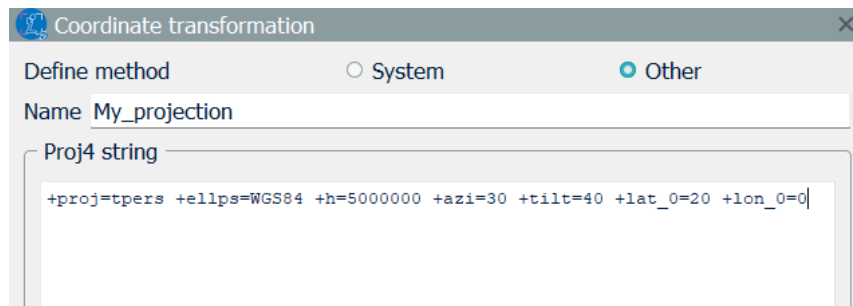 Coordinate transformation
Define method System Other
Name My_projection
Proj4 string
+proj=tpers +ellps=WGS84 +h=5000000 +azi=30 +tilt=40 +lat_0=20 +lon_0=0